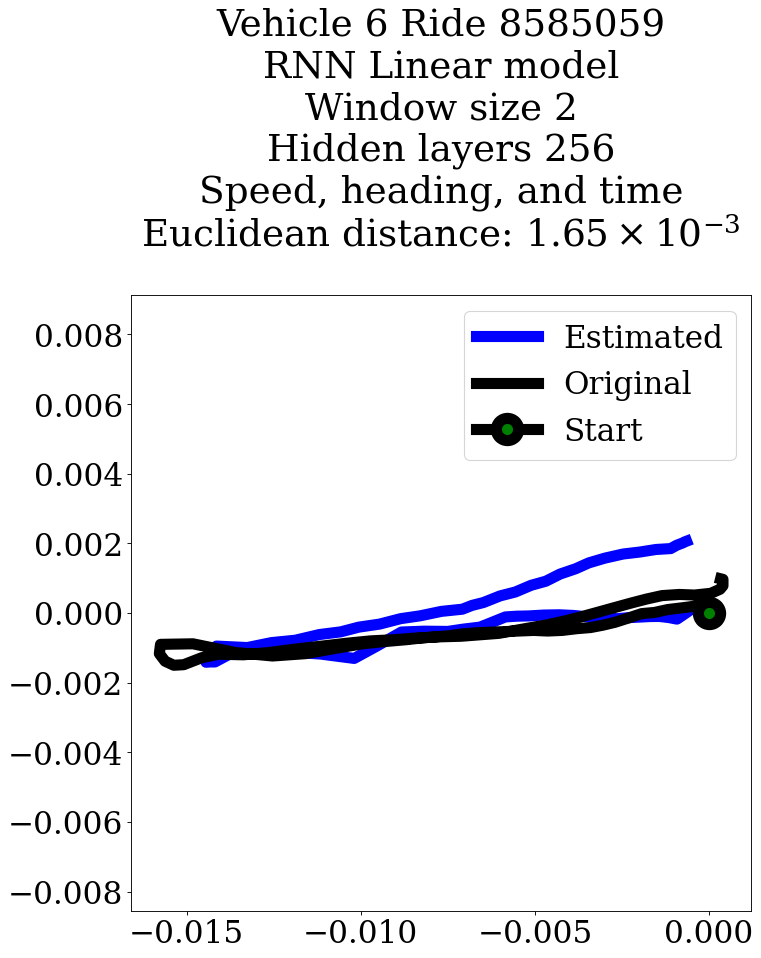 Vehicle 6 Ride 8585059
RNN Linear model
Window size 2
Hidden layers 256
Speed, heading, and time
Euclidean distance: 1.65 × 10⁻³
Estimated
Original
Start
0.008
0.006
0.004
0.002
0.000
−0.002
−0.004
−0.006
−0.008
−0.015 −0.010 −0.005 0.000